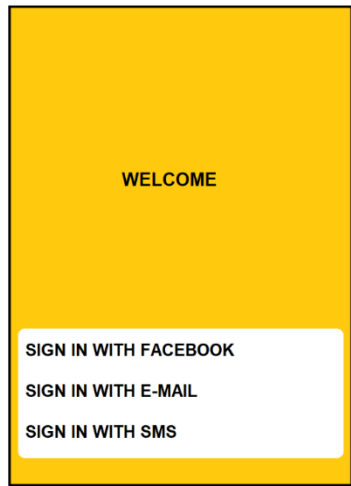 WELCOME
SIGN IN WITH FACEBOOK
SIGN IN WITH E-MAIL
SIGN IN WITH SMS